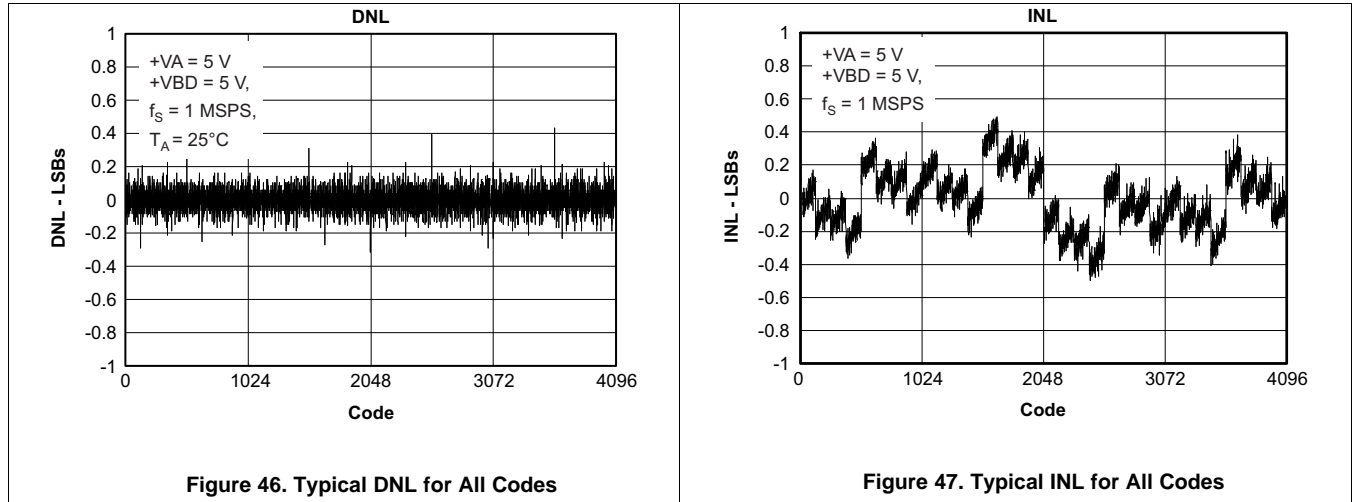 DNL
1
0.8
0.6
0.4
0.2
0
-0.2
-0.4
-0.6
-0.8
-1
DNL - LSBs
+VA = 5 V
+VBD = 5 V,
fS = 1 MSPS,
TA = 25°C
0 1024 2048 3072 4096
Code
Figure 46. Typical DNL for All Codes
INL
1
0.8
0.6
0.4
0.2
0
-0.2
-0.4
-0.6
-0.8
-1
INL - LSBs
+VA = 5 V
+VBD = 5 V,
fS = 1 MSPS
0 1024 2048 3072 4096
Code
Figure 47. Typical INL for All Codes